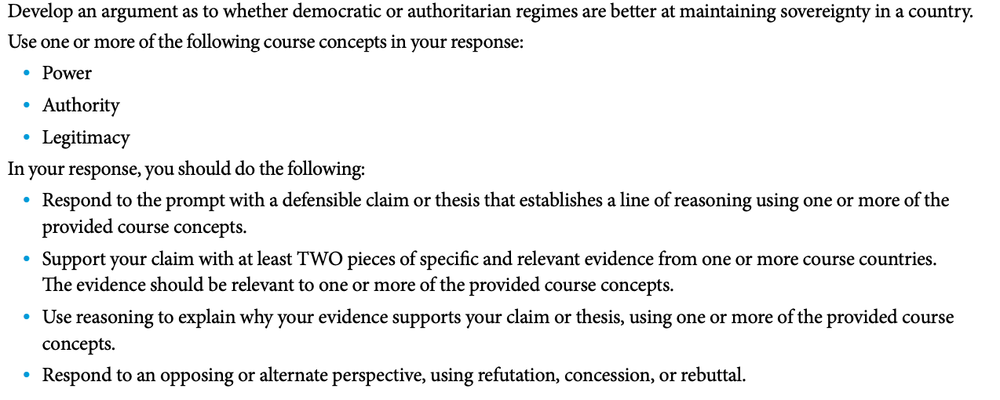 Develop an argument as to whether democratic or authoritarian regimes are better at maintaining sovereignty in a country.
Use one or more of the following course concepts in your response:
• Power
• Authority
• Legitimacy
In your response, you should do the following:
• Respond to the prompt with a defensible claim or thesis that establishes a line of reasoning using one or more of the
provided course concepts.
• Support your claim with at least TWO pieces of specific and relevant evidence from one or more course countries.
The evidence should be relevant to one or more of the provided course concepts.
• Use reasoning to explain why your evidence supports your claim or thesis, using one or more of the provided course
concepts.
• Respond to an opposing or alternate perspective, using refutation, concession, or rebuttal.